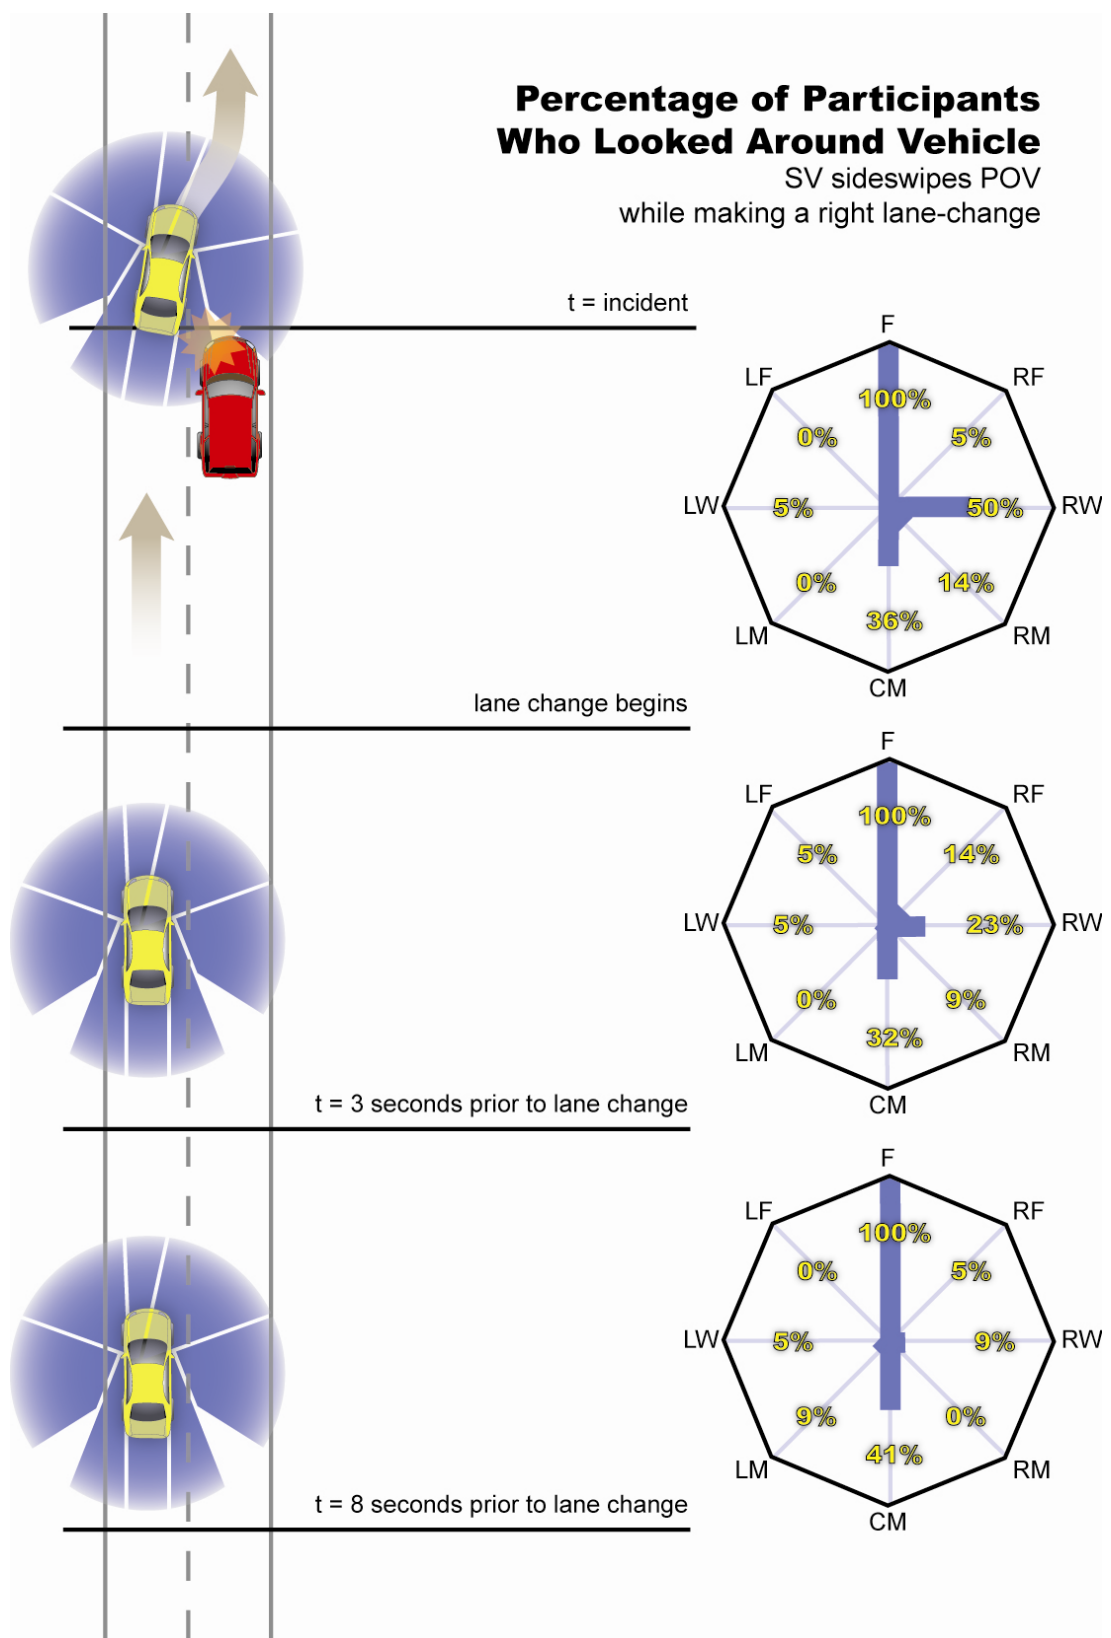 Percentage of Participants
Who Looked Around Vehicle
SV sideswipes POV
while making a right lane-change
t = incident
F
LF
RF
100%
0%
5%
LW
5%
50%
RW
0%
14%
36%
LM
RM
CM
lane change begins
F
LF
RF
100%
5%
14%
LW
5%
23%
RW
0%
9%
32%
LM
RM
CM
t = 3 seconds prior to lane change
F
LF
RF
100%
0%
5%
LW
5%
9%
RW
9%
0%
41%
LM
RM
CM
t = 8 seconds prior to lane change